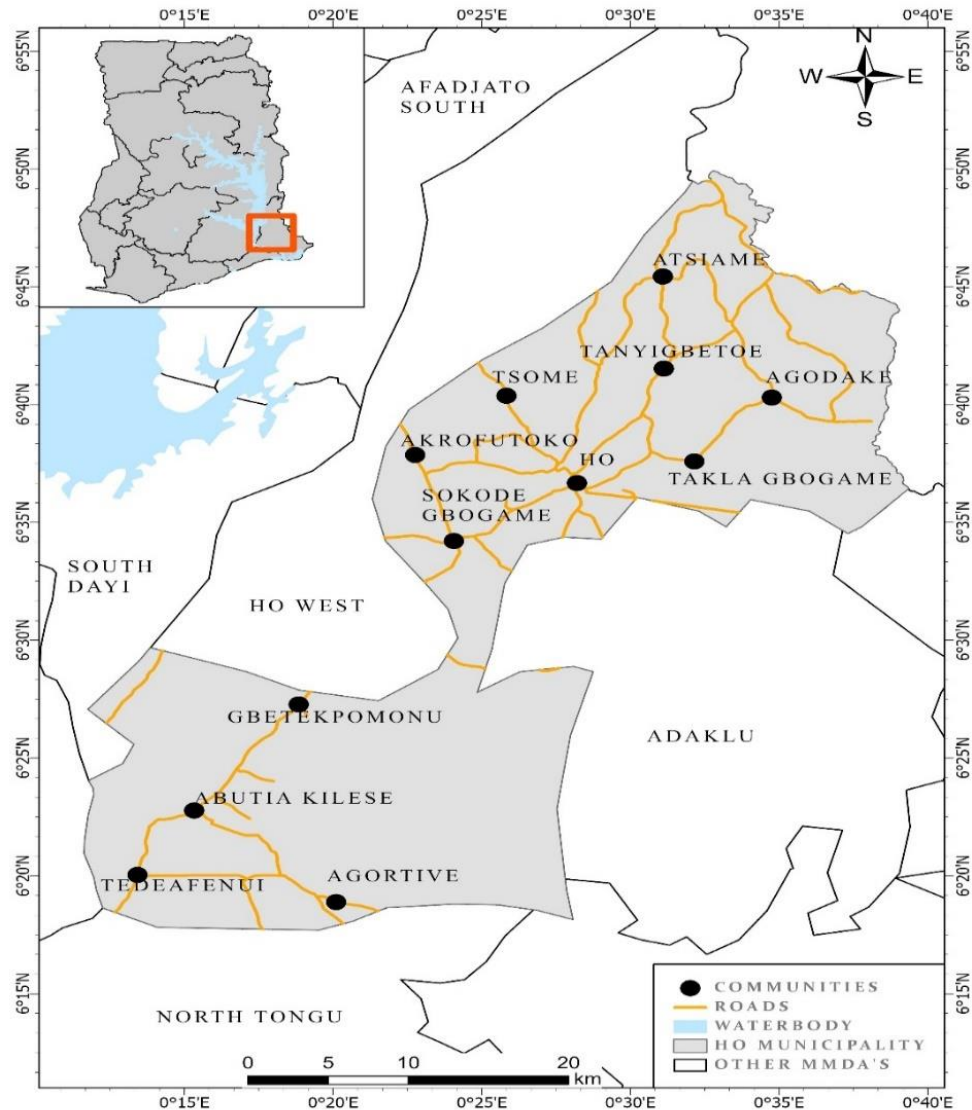 0°15'E 0°20'E 0°25'E 0°30'E 0°35'E 0°40'E
6°55'N 6°55'N
N
W E
S
AFADJATO
SOUTH
6°50'N 6°50'N
ATSIAME
6°45'N 6°45'N
TANYIGBETOE
TSOME
AGODAKE
6°40'N 6°40'N
AKROFUTOKO
HO
TAKLA GBOGAME
SOKODE
GBOGAME
6°35'N 6°35'N
SOUTH
DAYI
HO WEST
6°30'N 6°30'N
GBETEKPOMONU
ADAKLU
6°25'N 6°25'N
ABUTIA KILESE
6°20'N 6°20'N
TEDEAFENUI
AGORTIVE
6°15'N 6°15'N
NORTH TONGU
COMMUNITIES
ROADS
WATERBODY
HO MUNICIPALITY
OTHER MMDA'S
0 5 10 20
km
0°15'E 0°20'E 0°25'E 0°30'E 0°35'E 0°40'E